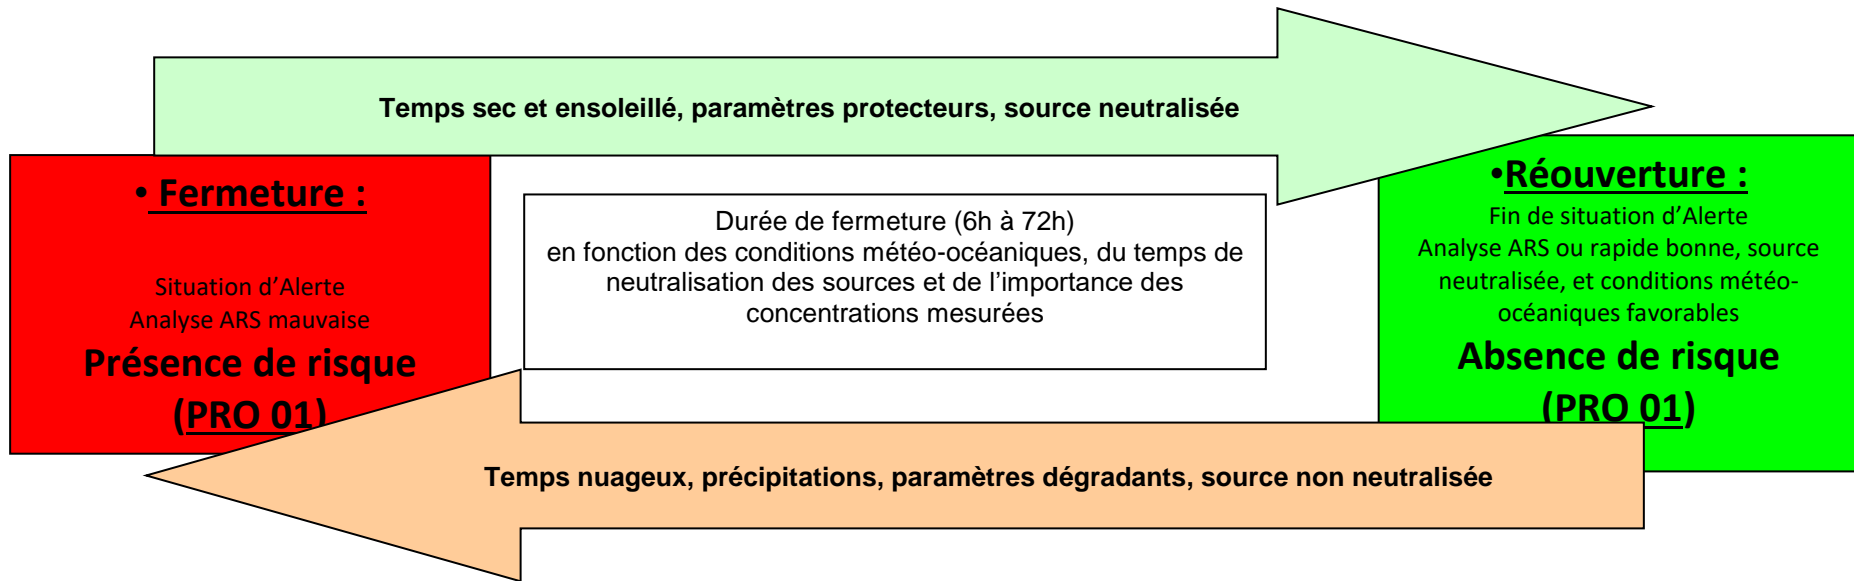 Temps sec et ensoleillé, paramètres protecteurs, source neutralisée
• Fermeture :
Situation d’Alerte
Analyse ARS mauvaise
Présence de risque
(PRO 01)
Durée de fermeture (6h à 72h)
en fonction des conditions météo-océaniques, du temps de
neutralisation des sources et de l’importance des
concentrations mesurées
•Réouverture :
Fin de situation d’Alerte
Analyse ARS ou rapide bonne, source
neutralisée, et conditions météo-
océaniques favorables
Absence de risque
(PRO 01)
Temps nuageux, précipitations, paramètres dégradants, source non neutralisée